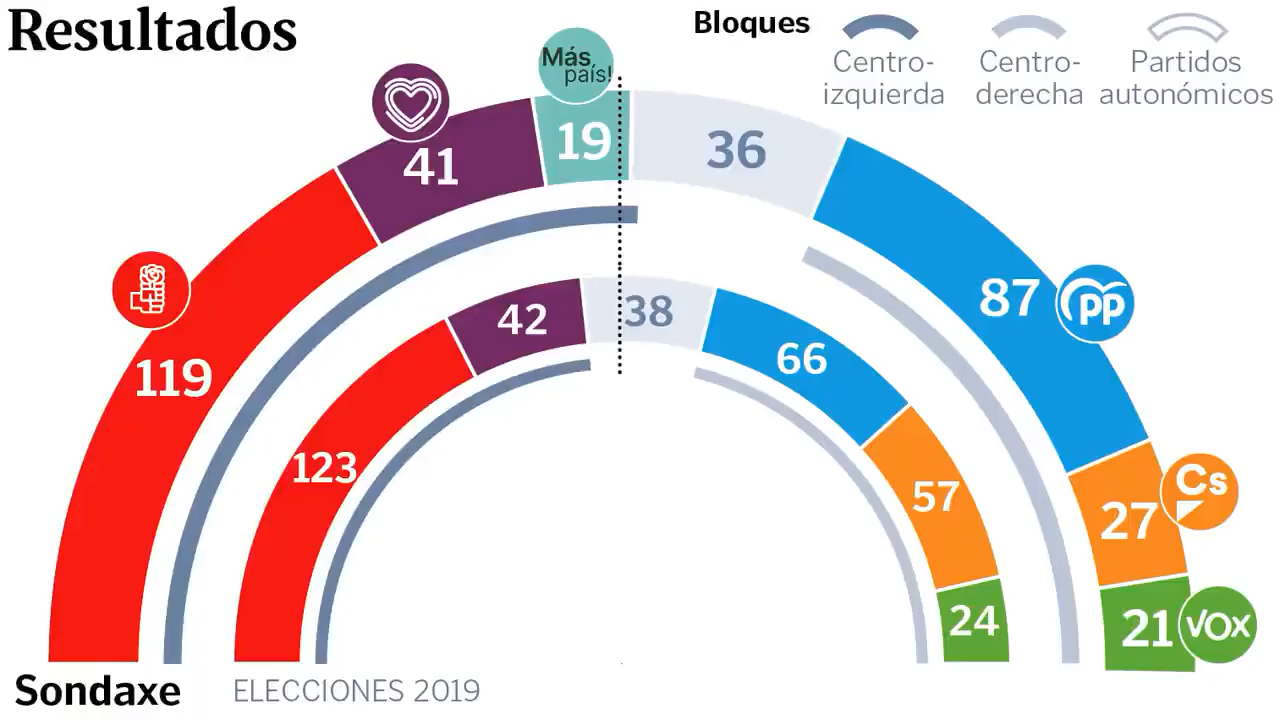 Resultados
Bloques
Centro-
izquierda
Centro-
derecha
Partidos
autonómicos
Más
país!
119
41
19
36
87
pp
27
Cs
21
VOX
123
42
38
66
57
24
Sondaxe
ELECCIONES 2019